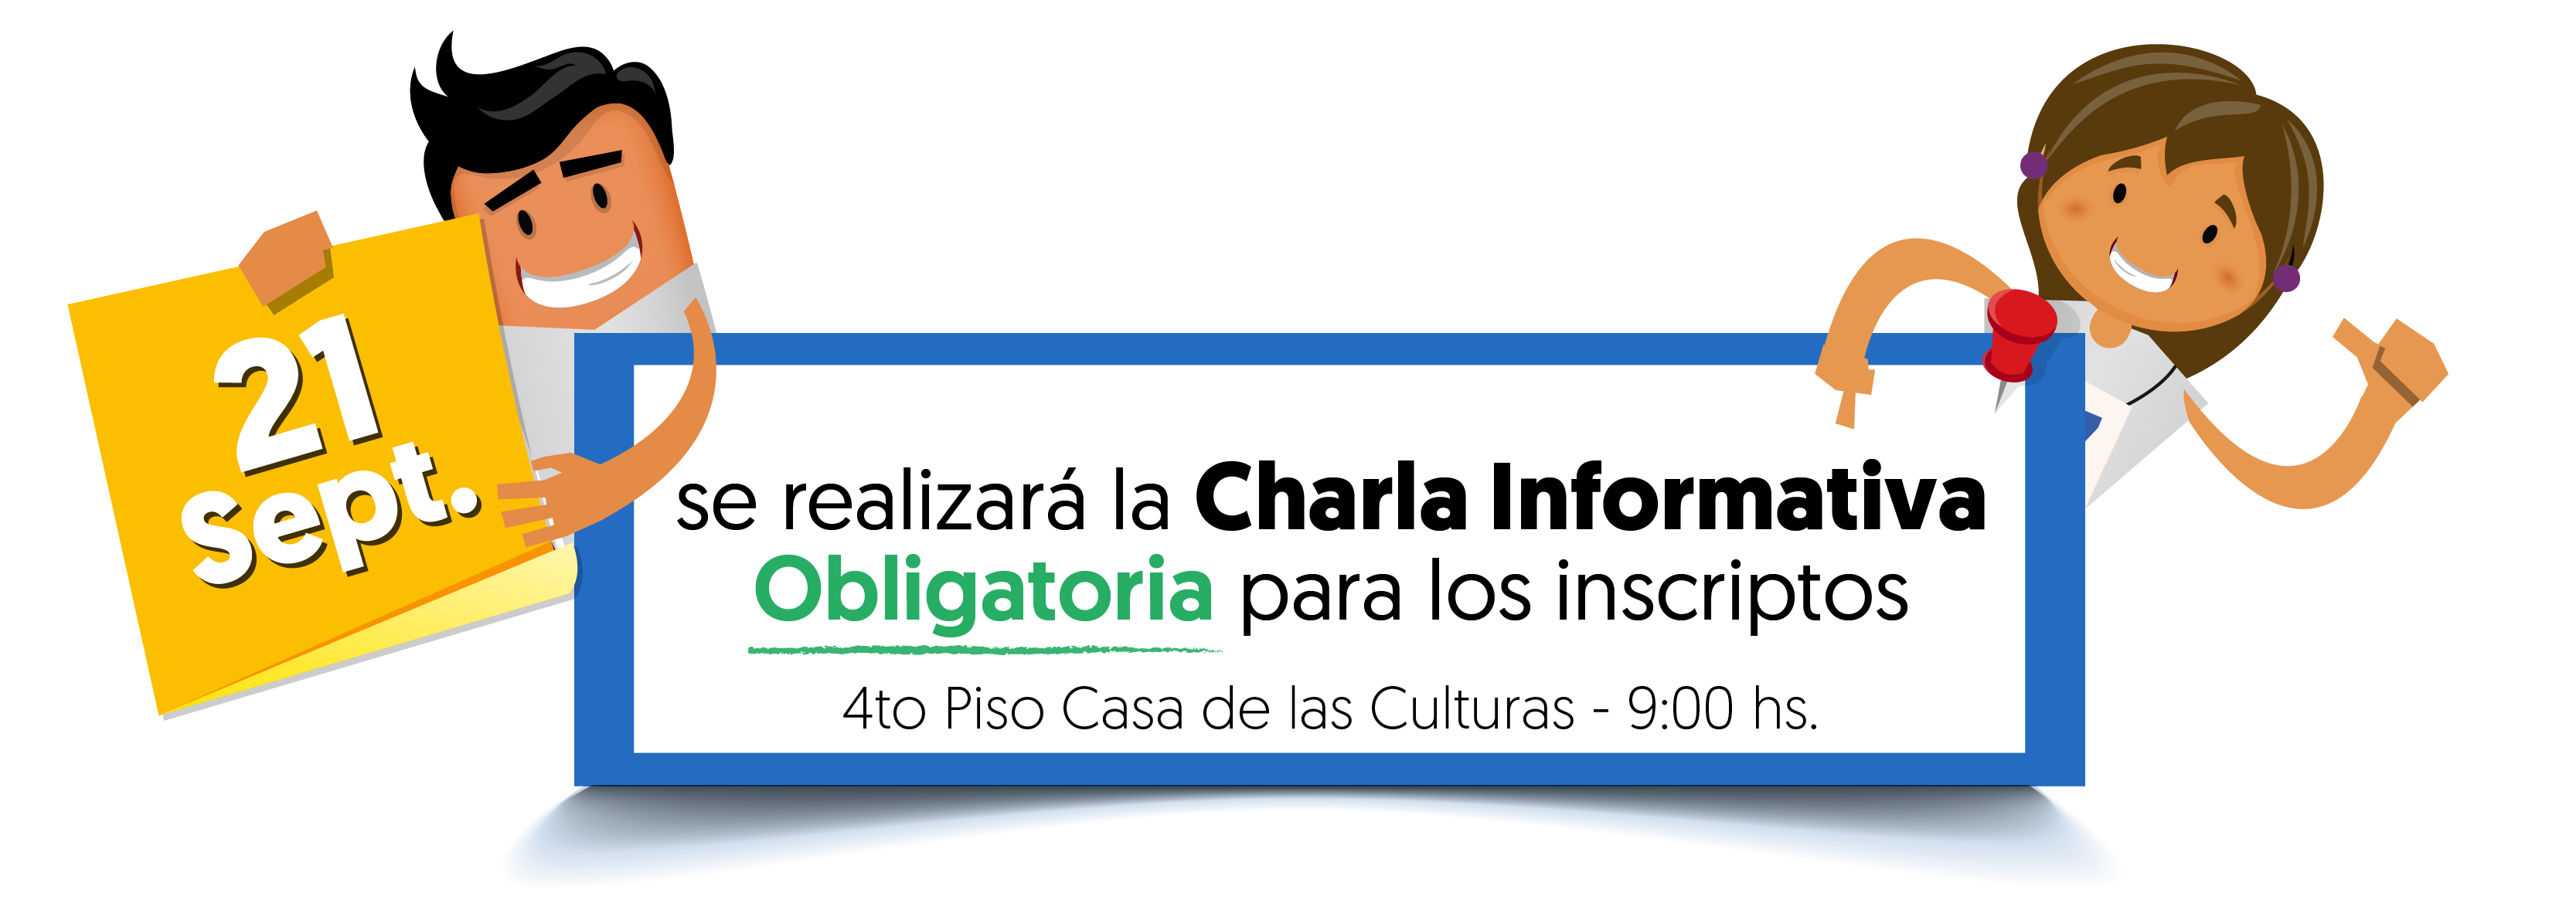 21
Sept.
se realizará la Charla Informativa
Obligatoria para los inscriptos
4to Piso Casa de las Culturas - 9:00 hs.